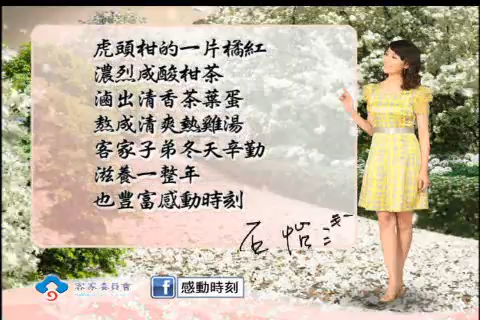 虎頭柑的一片橘紅
濃烈成酸柑茶
滷出清香茶葉蛋
熬成清爽熱雞湯
客家子弟冬天辛勤
滋養一整年
也豐富感動時刻
石怡潔
客家委員會
f 感動時刻